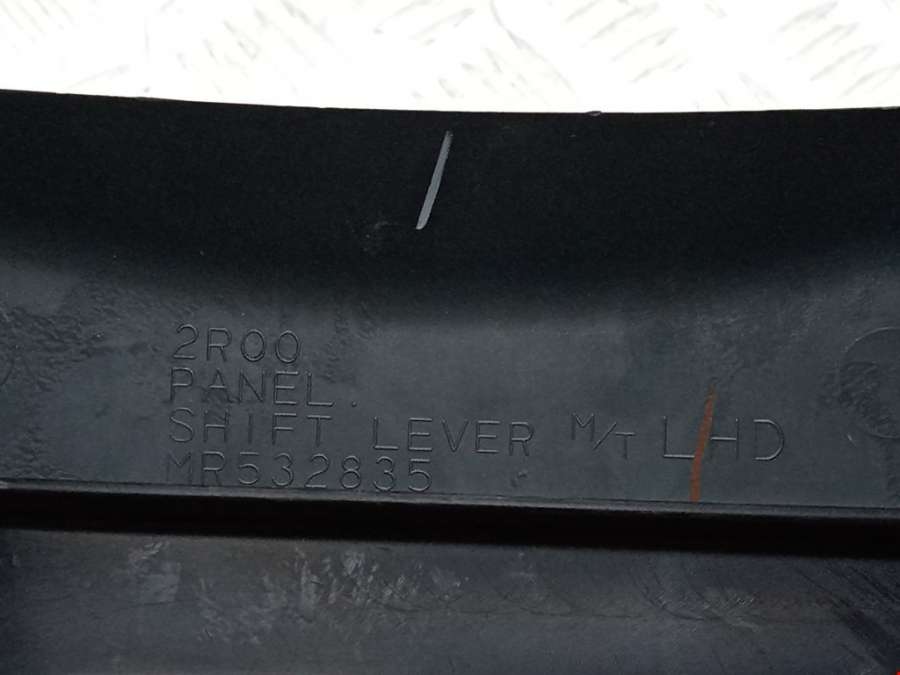 2R00
PANEL.
SHIFT LEVER M/T LHD
MR532835